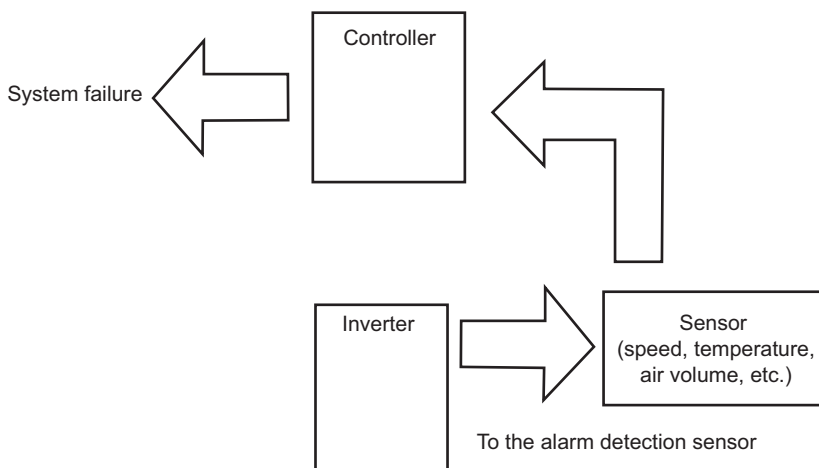 Controller
System failure
Inverter
Sensor
(speed, temperature,
air volume, etc.)
To the alarm detection sensor